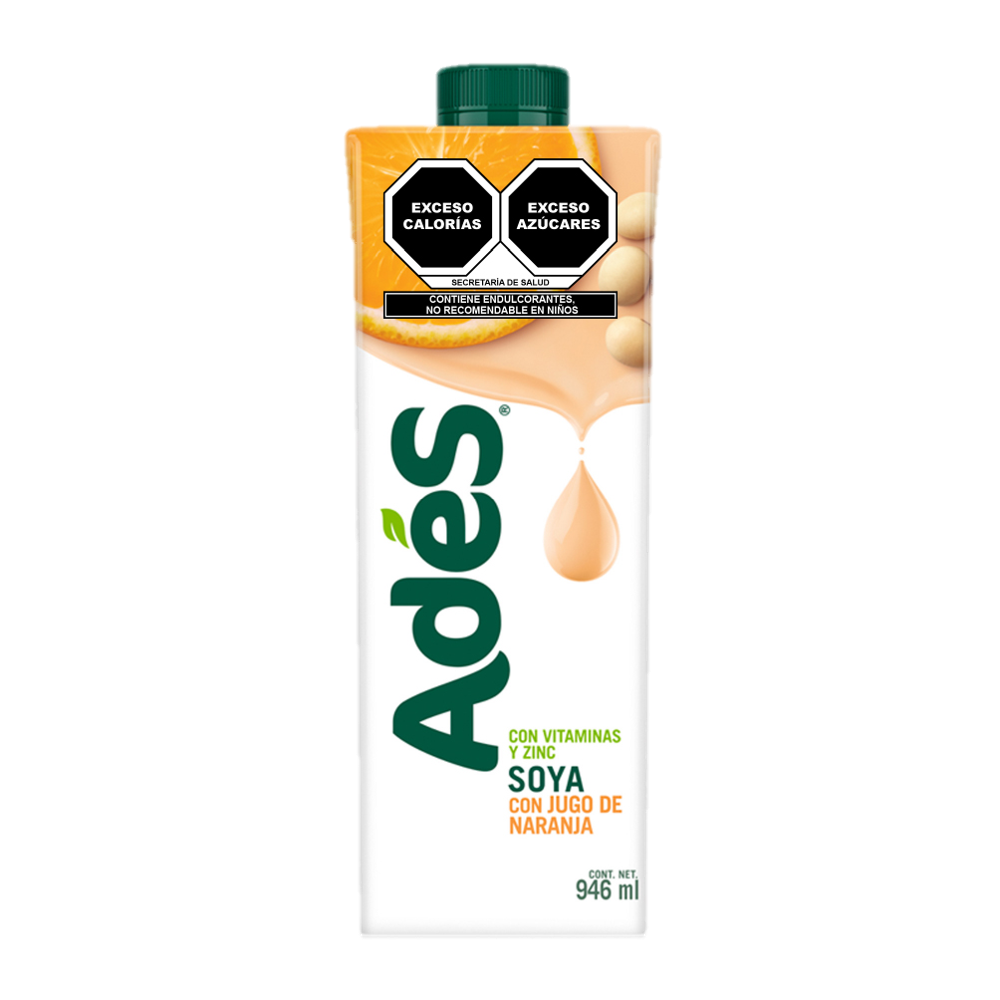 EXCESO
CALORÍAS
EXCESO
AZÚCARES
SECRETARÍA DE SALUD
CONTIENE ENDULCORANTES,
NO RECOMENDABLE EN NIÑOS
Adés®
CON VITAMINAS
Y ZINC
SOYA
CON JUGO DE
NARANJA
CONT. NET.
946 ml